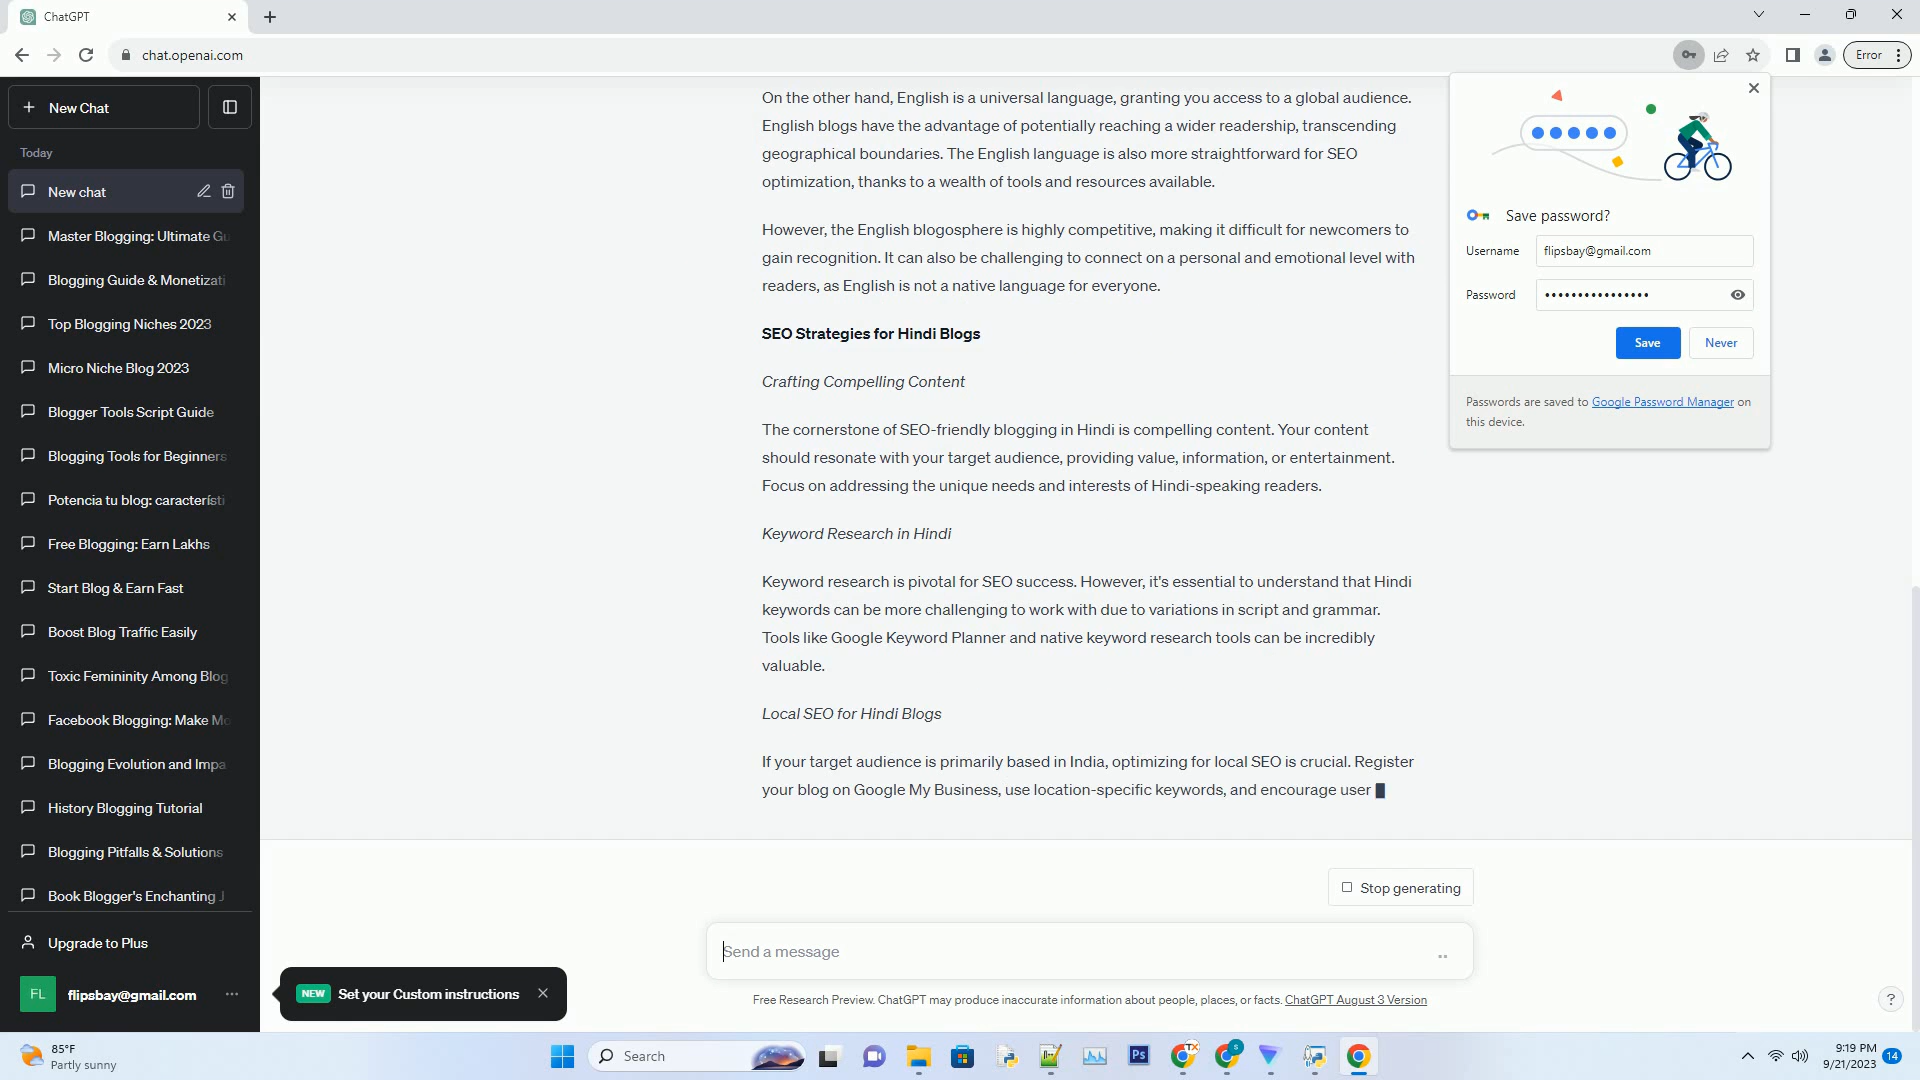 ChatGPT
chat.openai.com
Error
New Chat
Today
New chat
Master Blogging: Ultimate Gu
Blogging Guide & Monetizati
Top Blogging Niches 2023
Micro Niche Blog 2023
Blogger Tools Script Guide
Blogging Tools for Beginners
Potencia tu blog: característi
Free Blogging: Earn Lakhs
Start Blog & Earn Fast
Boost Blog Traffic Easily
Toxic Femininity Among Blog
Facebook Blogging: Make Mo
Blogging Evolution and Impa
History Blogging Tutorial
Blogging Pitfalls & Solutions
Book Blogger's Enchanting J
Upgrade to Plus
FL
flipsbay@gmail.com
NEW Set your Custom instructions
On the other hand, English is a universal language, granting you access to a global audience.
English blogs have the advantage of potentially reaching a wider readership, transcending
geographical boundaries. The English language is also more straightforward for SEO
optimization, thanks to a wealth of tools and resources available.
However, the English blogosphere is highly competitive, making it difficult for newcomers to
gain recognition. It can also be challenging to connect on a personal and emotional level with
readers, as English is not a native language for everyone.
SEO Strategies for Hindi Blogs
Crafting Compelling Content
The cornerstone of SEO-friendly blogging in Hindi is compelling content. Your content
should resonate with your target audience, providing value, information, or entertainment.
Focus on addressing the unique needs and interests of Hindi-speaking readers.
Keyword Research in Hindi
Keyword research is pivotal for SEO success. However, it's essential to understand that Hindi
keywords can be more challenging to work with due to variations in script and grammar.
Tools like Google Keyword Planner and native keyword research tools can be incredibly
valuable.
Local SEO for Hindi Blogs
If your target audience is primarily based in India, optimizing for local SEO is crucial. Register
your blog on Google My Business, use location-specific keywords, and encourage user
Stop generating
Send a message
Free Research Preview. ChatGPT may produce inaccurate information about people, places, or facts. ChatGPT August 3 Version
?
Save password?
Username
flipsbay@gmail.com
Password
••••••••••••••••
Save
Never
Passwords are saved to Google Password Manager on
this device.
85°F
Partly sunny
Search
Ps
TX
S
9:19 PM
9/21/2023
14